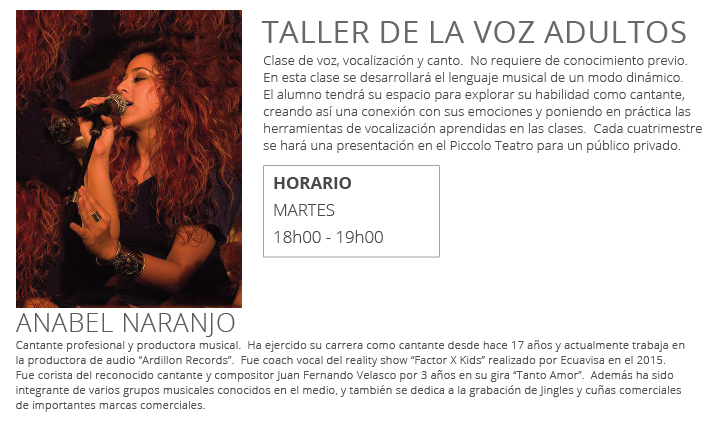 TALLER DE LA VOZ ADULTOS
Clase de voz, vocalización y canto.  No requiere de conocimiento previo.
En esta clase se desarrollará el lenguaje musical de un modo dinámico.
El alumno tendrá su espacio para explorar su habilidad como cantante,
creando así una conexión con sus emociones y poniendo en práctica las
herramientas de vocalización aprendidas en las clases.  Cada cuatrimestre
se hará una presentación en el Piccolo Teatro para un público privado.
HORARIO
MARTES
18h00 - 19h00
ANABEL NARANJO
Cantante profesional y productora musical.  Ha ejercido su carrera como cantante desde hace 17 años y actualmente trabaja en
la productora de audio “Ardillon Records”.  Fue coach vocal del reality show “Factor X Kids” realizado por Ecuavisa en el 2015.
Fue corista del reconocido cantante y compositor Juan Fernando Velasco por 3 años en su gira “Tanto Amor”.  Además ha sido
integrante de varios grupos musicales conocidos en el medio, y también se dedica a la grabación de Jingles y cuñas comerciales
de importantes marcas comerciales.